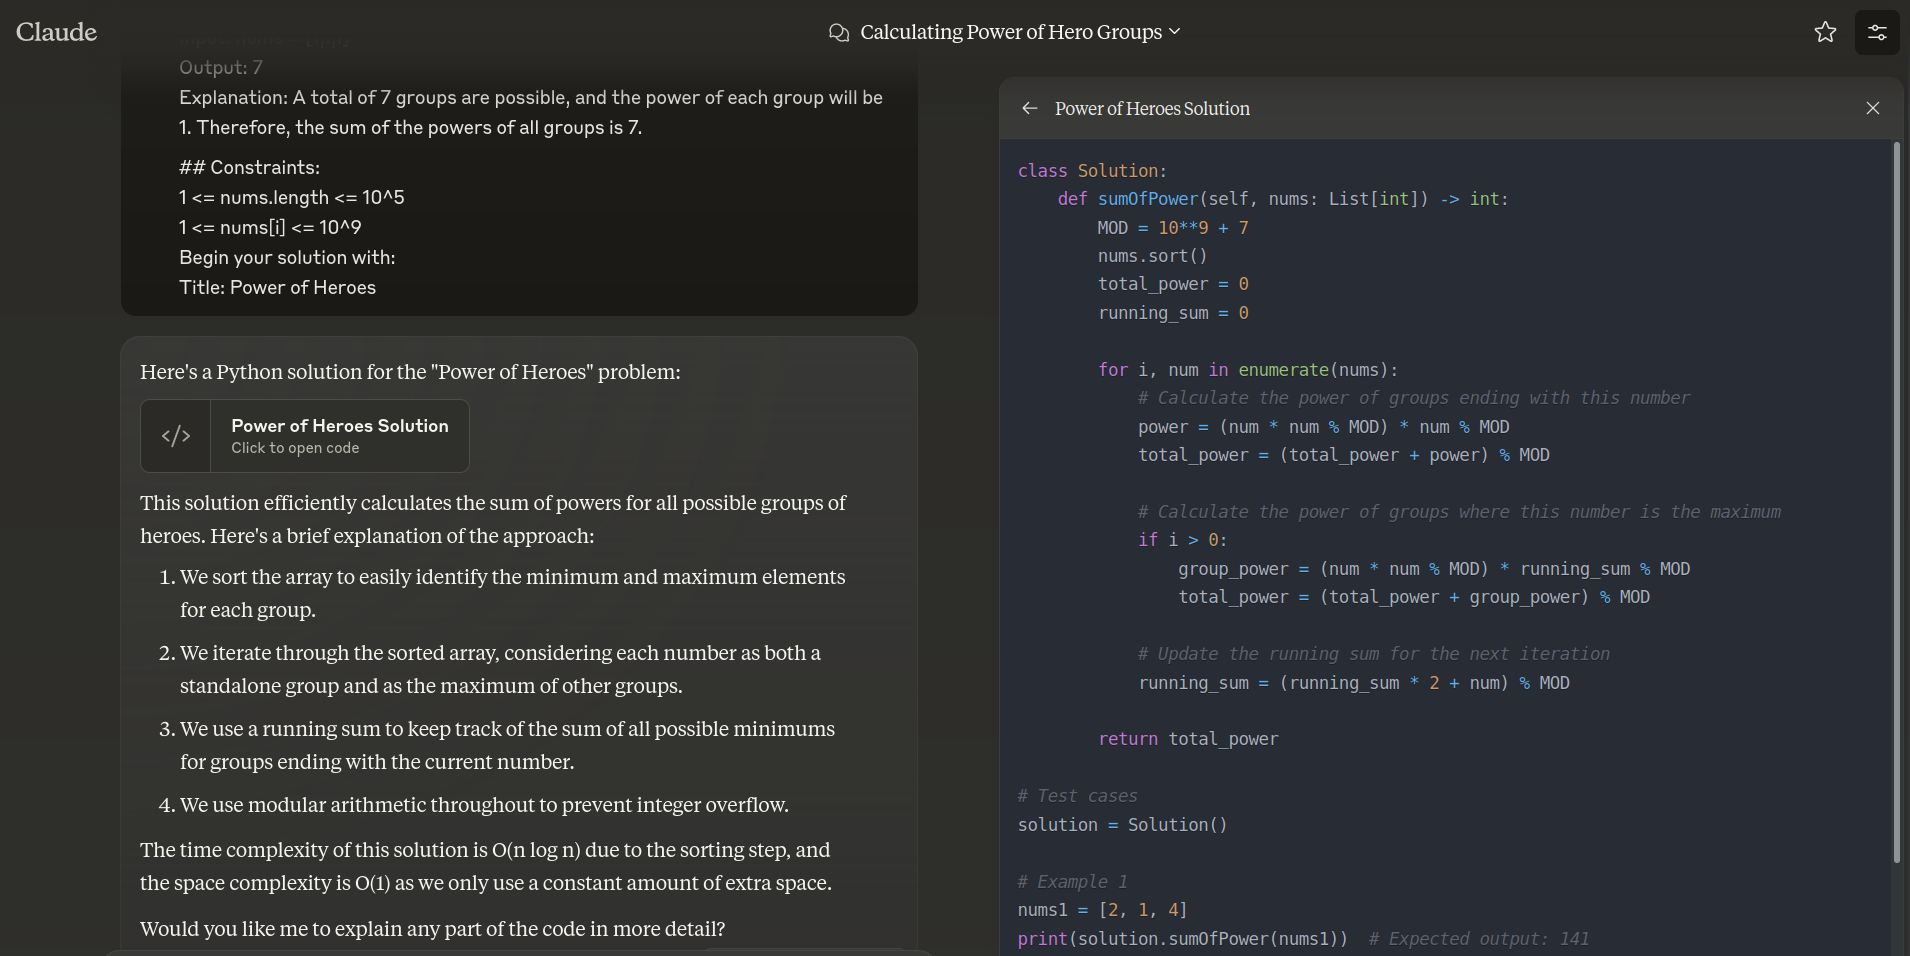 Claude
Calculating Power of Hero Groups
Output: 7
Explanation: A total of 7 groups are possible, and the power of each group will be
1. Therefore, the sum of the powers of all groups is 7.
## Constraints:
1 <= nums.length <= 10^5
1 <= nums[i] <= 10^9
Begin your solution with:
Title: Power of Heroes
Here's a Python solution for the "Power of Heroes" problem:
</>
Power of Heroes Solution
Click to open code
This solution efficiently calculates the sum of powers for all possible groups of
heroes. Here's a brief explanation of the approach:
1. We sort the array to easily identify the minimum and maximum elements
for each group.
2. We iterate through the sorted array, considering each number as both a
standalone group and as the maximum of other groups.
3. We use a running sum to keep track of the sum of all possible minimums
for groups ending with the current number.
4. We use modular arithmetic throughout to prevent integer overflow.
The time complexity of this solution is O(n log n) due to the sorting step, and
the space complexity is O(1) as we only use a constant amount of extra space.
Would you like me to explain any part of the code in more detail?
Power of Heroes Solution
class Solution:
    def sumOfPower(self, nums: List[int]) -> int:
        MOD = 10**9 + 7
        nums.sort()
        total_power = 0
        running_sum = 0
        for i, num in enumerate(nums):
            # Calculate the power of groups ending with this number
            power = (num * num % MOD) * num % MOD
            total_power = (total_power + power) % MOD
            # Calculate the power of groups where this number is the maximum
            if i > 0:
                group_power = (num * num % MOD) * running_sum % MOD
                total_power = (total_power + group_power) % MOD
            # Update the running sum for the next iteration
            running_sum = (running_sum * 2 + num) % MOD
        return total_power
# Test cases
solution = Solution()
# Example 1
nums1 = [2, 1, 4]
print(solution.sumOfPower(nums1))  # Expected output: 141